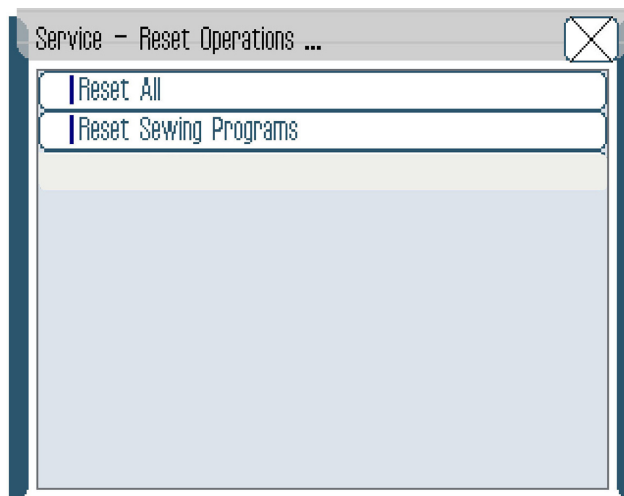 Service - Reset Operations ...
Reset All
Reset Sewing Programs